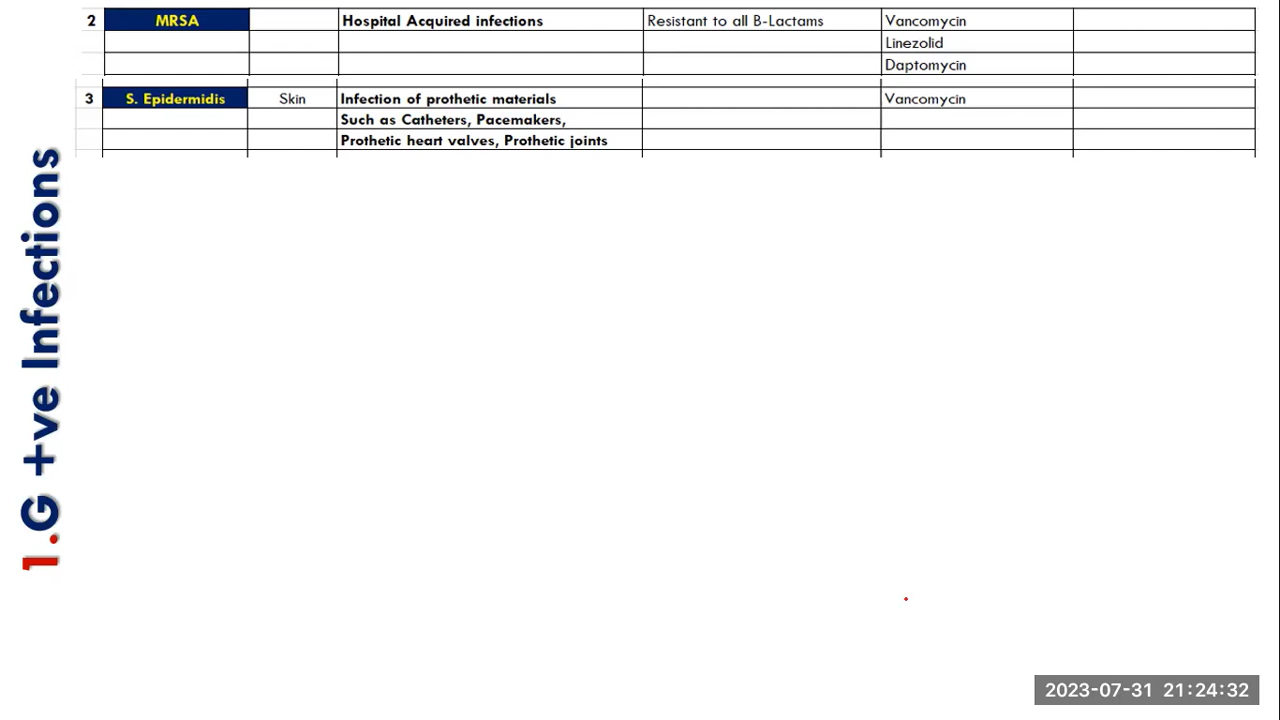 2 MRSA Hospital Acquired infections Resistant to all B-Lactams Vancomycin
Linezolid
Daptomycin
3 S. Epidermidis Skin Infection of prothetic materials Vancomycin
Such as Catheters, Pacemakers,
Prothetic heart valves, Prothetic joints
1.G +ve Infections
2023-07-31 21:24:32